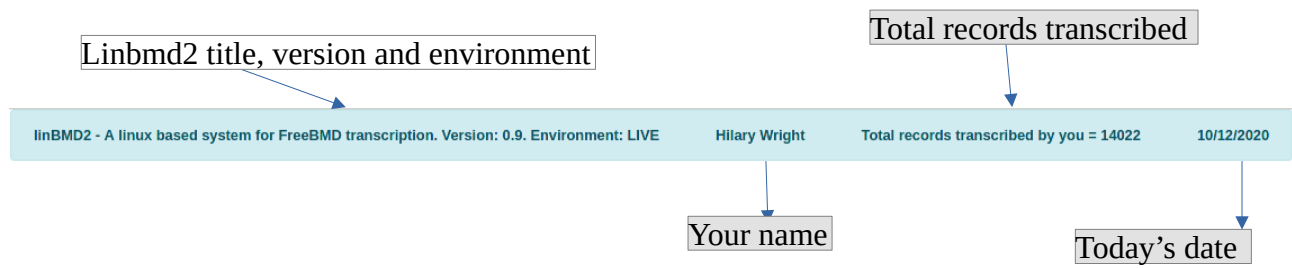 Total records transcribed
Linbmd2 title, version and environment
linBMD2 - A linux based system for FreeBMD transcription. Version: 0.9. Environment: LIVE Hilary Wright Total records transcribed by you = 14022 10/12/2020
Your name
Today’s date